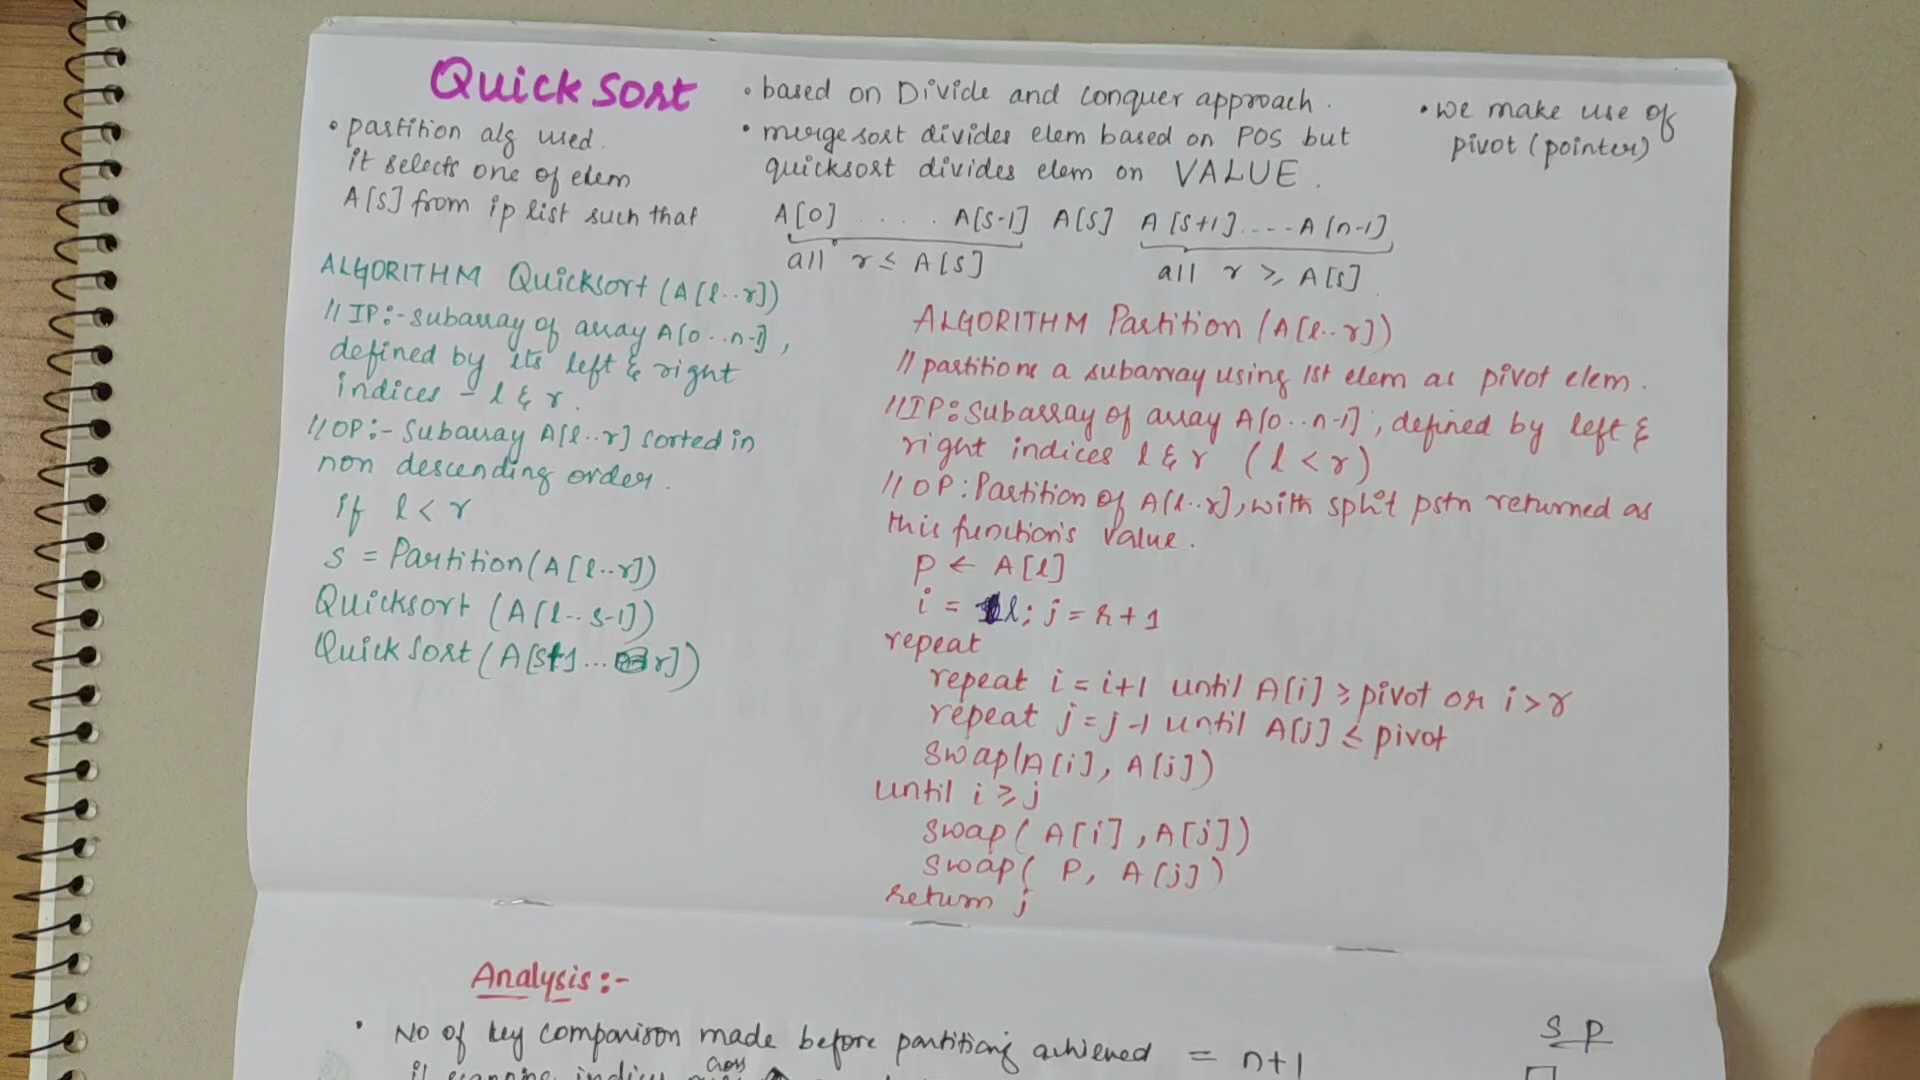 Quick Sort
• based on Divide and Conquer approach.
• merge sort divides elem based on POS but
quicksort divides elem on VALUE.
• we make use of
pivot (pointer)
• partition alg used.
it selects one of elem
A[S] from ip list such that
A[0] . . . . A[S-1] A[S] A[S+1]....A[n-1]
all r ≤ A[S]
all r ≥ A[S]
ALGORITHM Quicksort (A[l..r])
// IP:- subarray of array A[0..n-1],
defined by its left & right
indices - l & r.
// OP:- Subarray A[l..r] sorted in
non descending order.
if l < r
s = Partition(A[l..r])
Quicksort (A[l..s-1])
Quick Sort (A[S+1...r])
ALGORITHM Partition (A[l..r])
// partitions a subarray using 1st elem as pivot elem.
// IP: Subarray of array A[0..n-1], defined by left &
right indices l & r (l < r)
// OP: Partition of A[l..r], with split pstn returned as
this function's value.
P ← A[l]
i = l; j = r + 1
repeat
repeat i = i+1 until A[i] ≥ pivot or i > r
repeat j = j-1 until A[j] ≤ pivot
Swap(A[i], A[j])
until i ≥ j
Swap( A[i], A[j])
Swap( P, A[j])
return j
Analysis:-
• No of key comparison made before partitioning achieved = n+1
cross
if scanning indices
S P